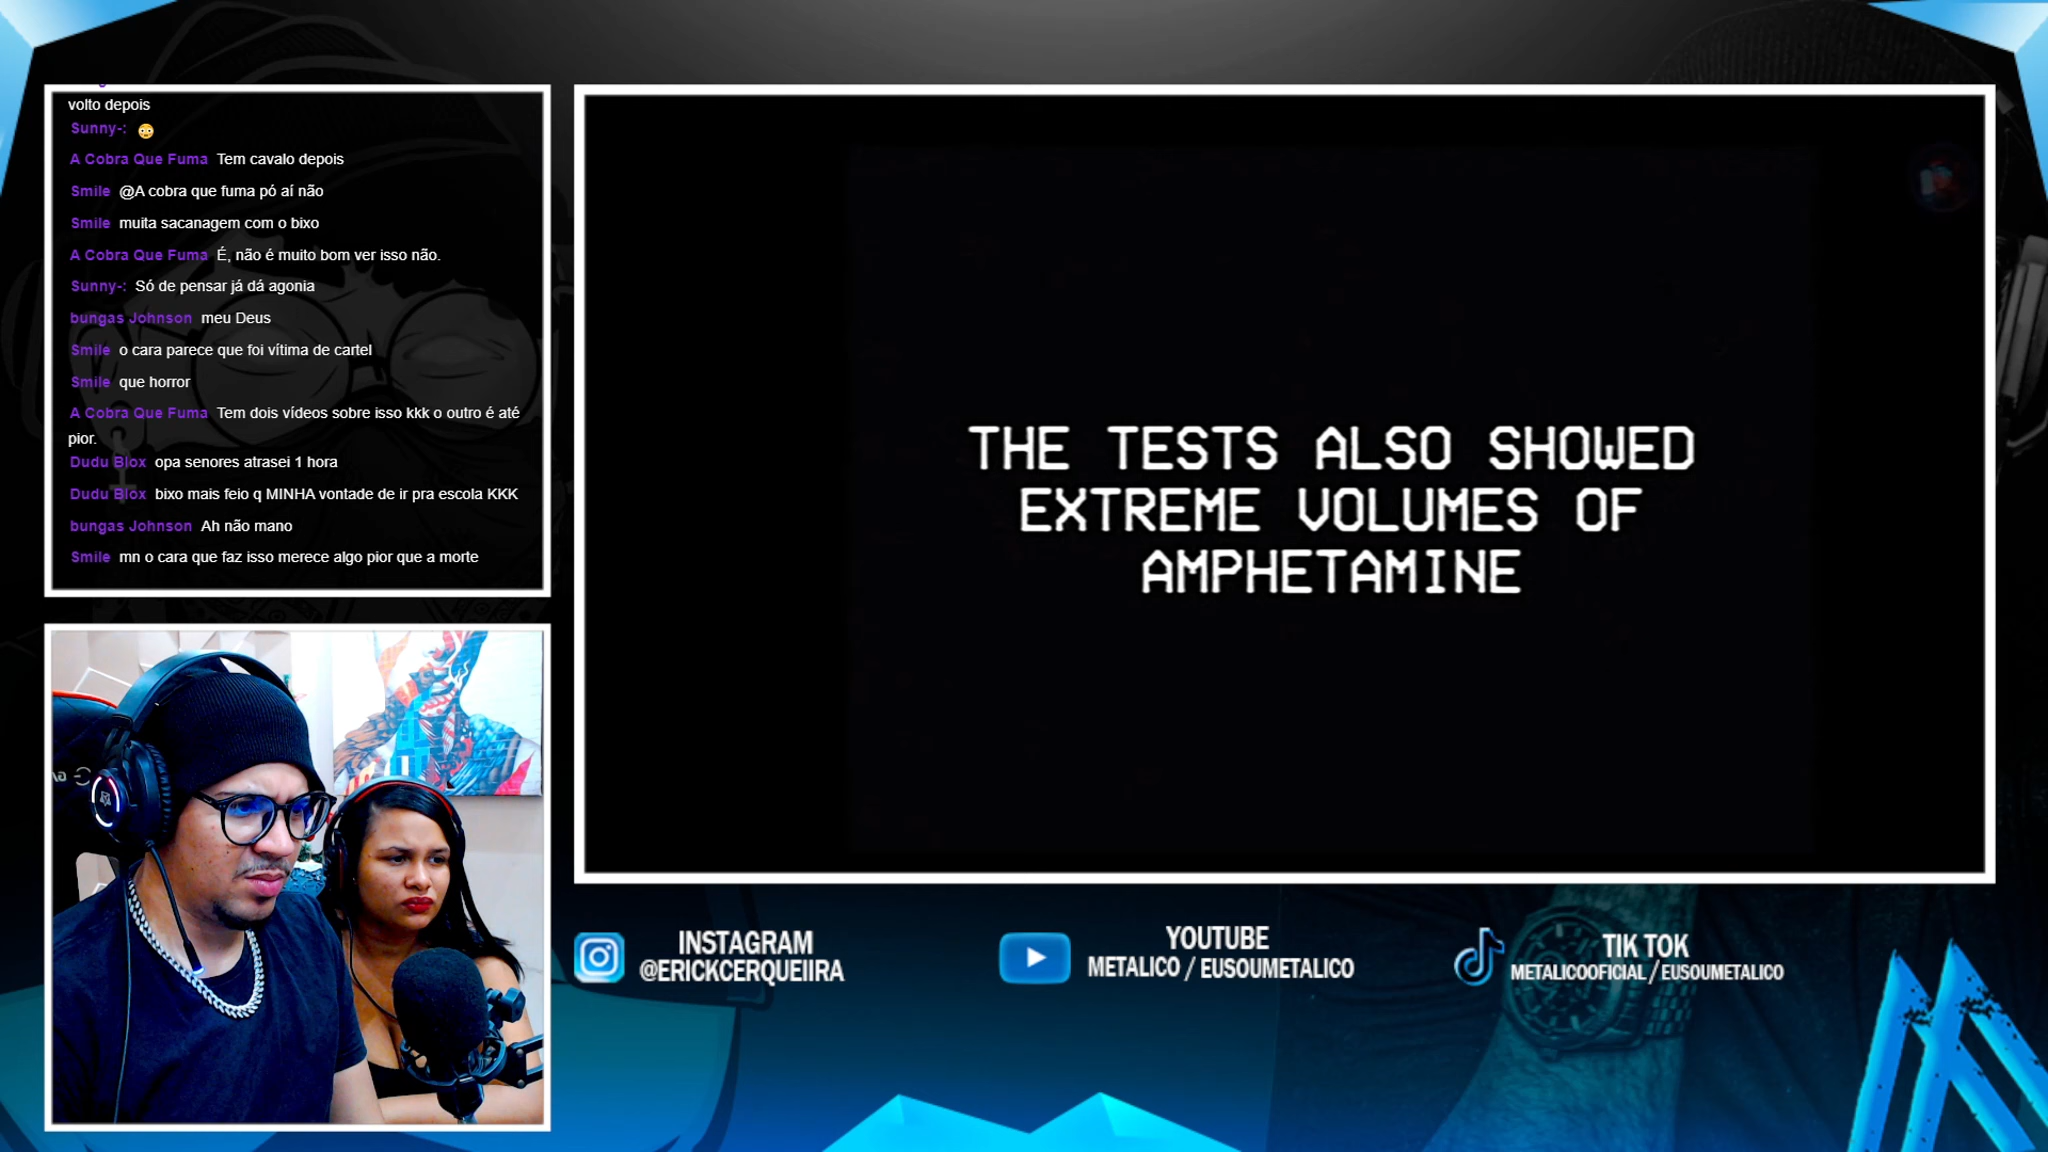 volto depois
Sunny-: 😳
A Cobra Que Fuma Tem cavalo depois
Smile @A cobra que fuma pó aí não
Smile muita sacanagem com o bixo
A Cobra Que Fuma É, não é muito bom ver isso não.
Sunny-: Só de pensar já dá agonia
bungas Johnson meu Deus
Smile o cara parece que foi vítima de cartel
Smile que horror
A Cobra Que Fuma Tem dois vídeos sobre isso kkk o outro é até
pior.
Dudu Blox opa senores atrasei 1 hora
Dudu Blox bixo mais feio q MINHA vontade de ir pra escola KKK
bungas Johnson Ah não mano
Smile mn o cara que faz isso merece algo pior que a morte
THE TESTS ALSO SHOWED
EXTREME VOLUMES OF
AMPHETAMINE
INSTAGRAM
@ERICKCERQUEIIRA
YOUTUBE
METALICO / EUSOUMETALICO
TIK TOK
METALICOOFICIAL / EUSOUMETALICO